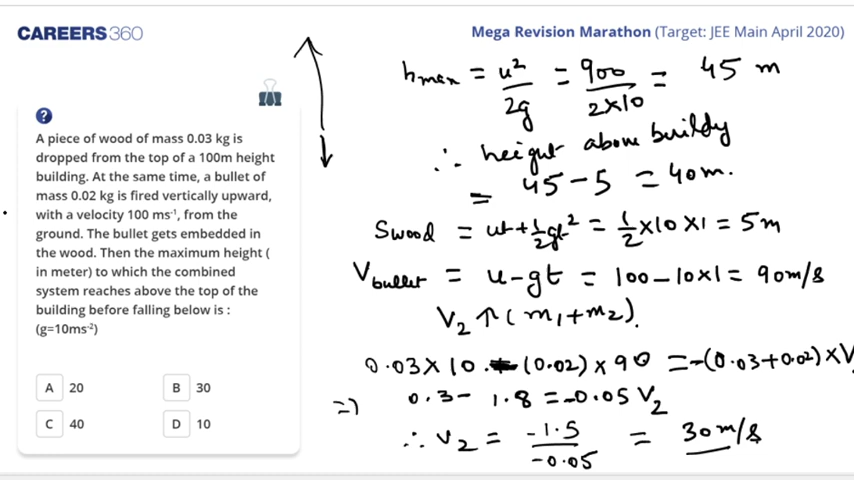 CAREERS360
Mega Revision Marathon (Target: JEE Main April 2020)
?
A piece of wood of mass 0.03 kg is
dropped from the top of a 100m height
building. At the same time, a bullet of
mass 0.02 kg is fired vertically upward,
with a velocity 100 ms⁻¹, from the
ground. The bullet gets embedded in
the wood. Then the maximum height (
in meter) to which the combined
system reaches above the top of the
building before falling below is :
(g=10ms⁻²)
A 20
B 30
C 40
D 10
hmax = u²/2g = 900/2×10 = 45 m
∴ height above buildy
= 45 - 5 = 40m.
Swood = ut + ½gt² = ½ × 10 × 1 = 5m
Vbullet = u - gt = 100 - 10×1 = 90m/s
V₂ ↑ (m₁+m₂).
0.03 × 10 - (0.02) × 90 = -(0.03+0.02) × V
⇒ 0.3 - 1.8 = -0.05 V₂
∴ V₂ = -1.5/-0.05 = 30 m/s